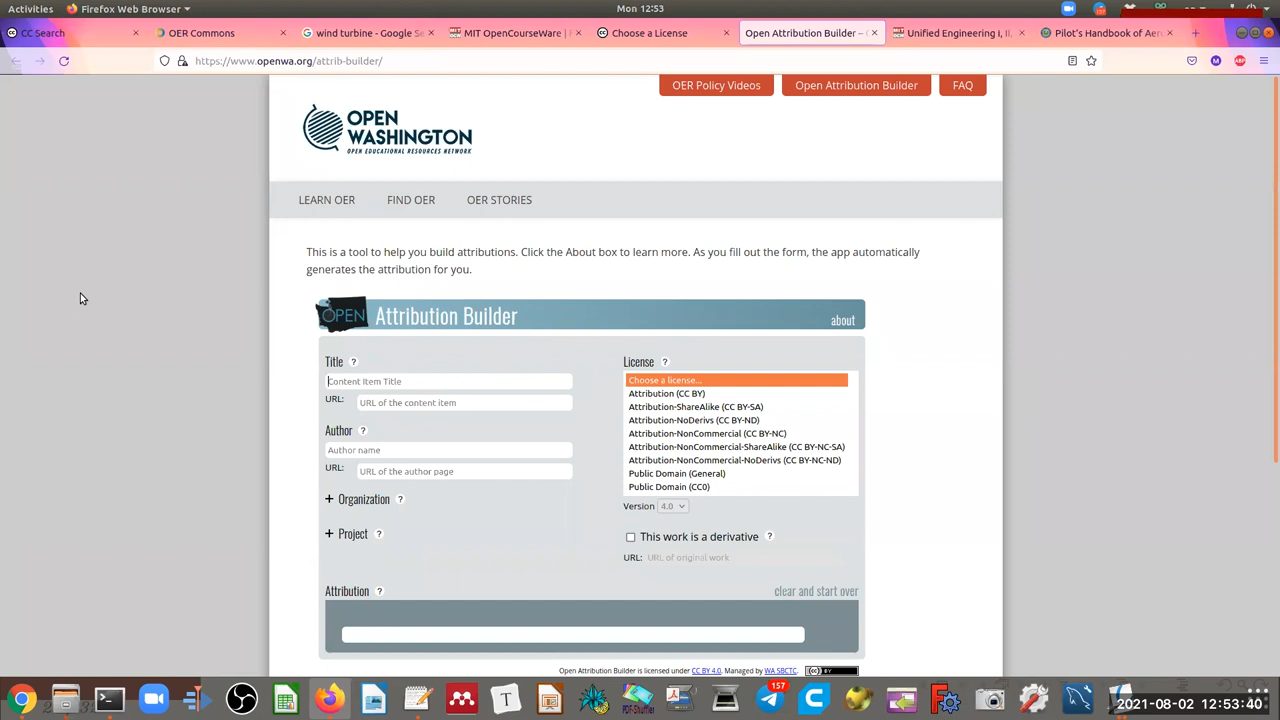 Activities Firefox Web Browser Mon 12:53
CC Search OER Commons wind turbine - Google Se MIT OpenCourseWare | Choose a License Open Attribution Builder – Unified Engineering I, II, Pilot's Handbook of Aer
https://www.openwa.org/attrib-builder/
OER Policy Videos Open Attribution Builder FAQ
OPEN
WASHINGTON
OPEN EDUCATIONAL RESOURCES NETWORK
LEARN OER FIND OER OER STORIES
This is a tool to help you build attributions. Click the About box to learn more. As you fill out the form, the app automatically
generates the attribution for you.
OPEN Attribution Builder about
Title ? License ?
Content Item Title Choose a license...
URL: URL of the content item Attribution (CC BY)
Attribution-ShareAlike (CC BY-SA)
Attribution-NoDerivs (CC BY-ND)
Author ? Attribution-NonCommercial (CC BY-NC)
Author name Attribution-NonCommercial-ShareAlike (CC BY-NC-SA)
URL: URL of the author page Attribution-NonCommercial-NoDerivs (CC BY-NC-ND)
Public Domain (General)
Public Domain (CC0)
+ Organization ? Version 4.0
+ Project ? This work is a derivative ?
URL: URL of original work
Attribution ? clear and start over
Open Attribution Builder is licensed under CC BY 4.0. Managed by WA SBCTC.
157
2021-08-02 12:53:40